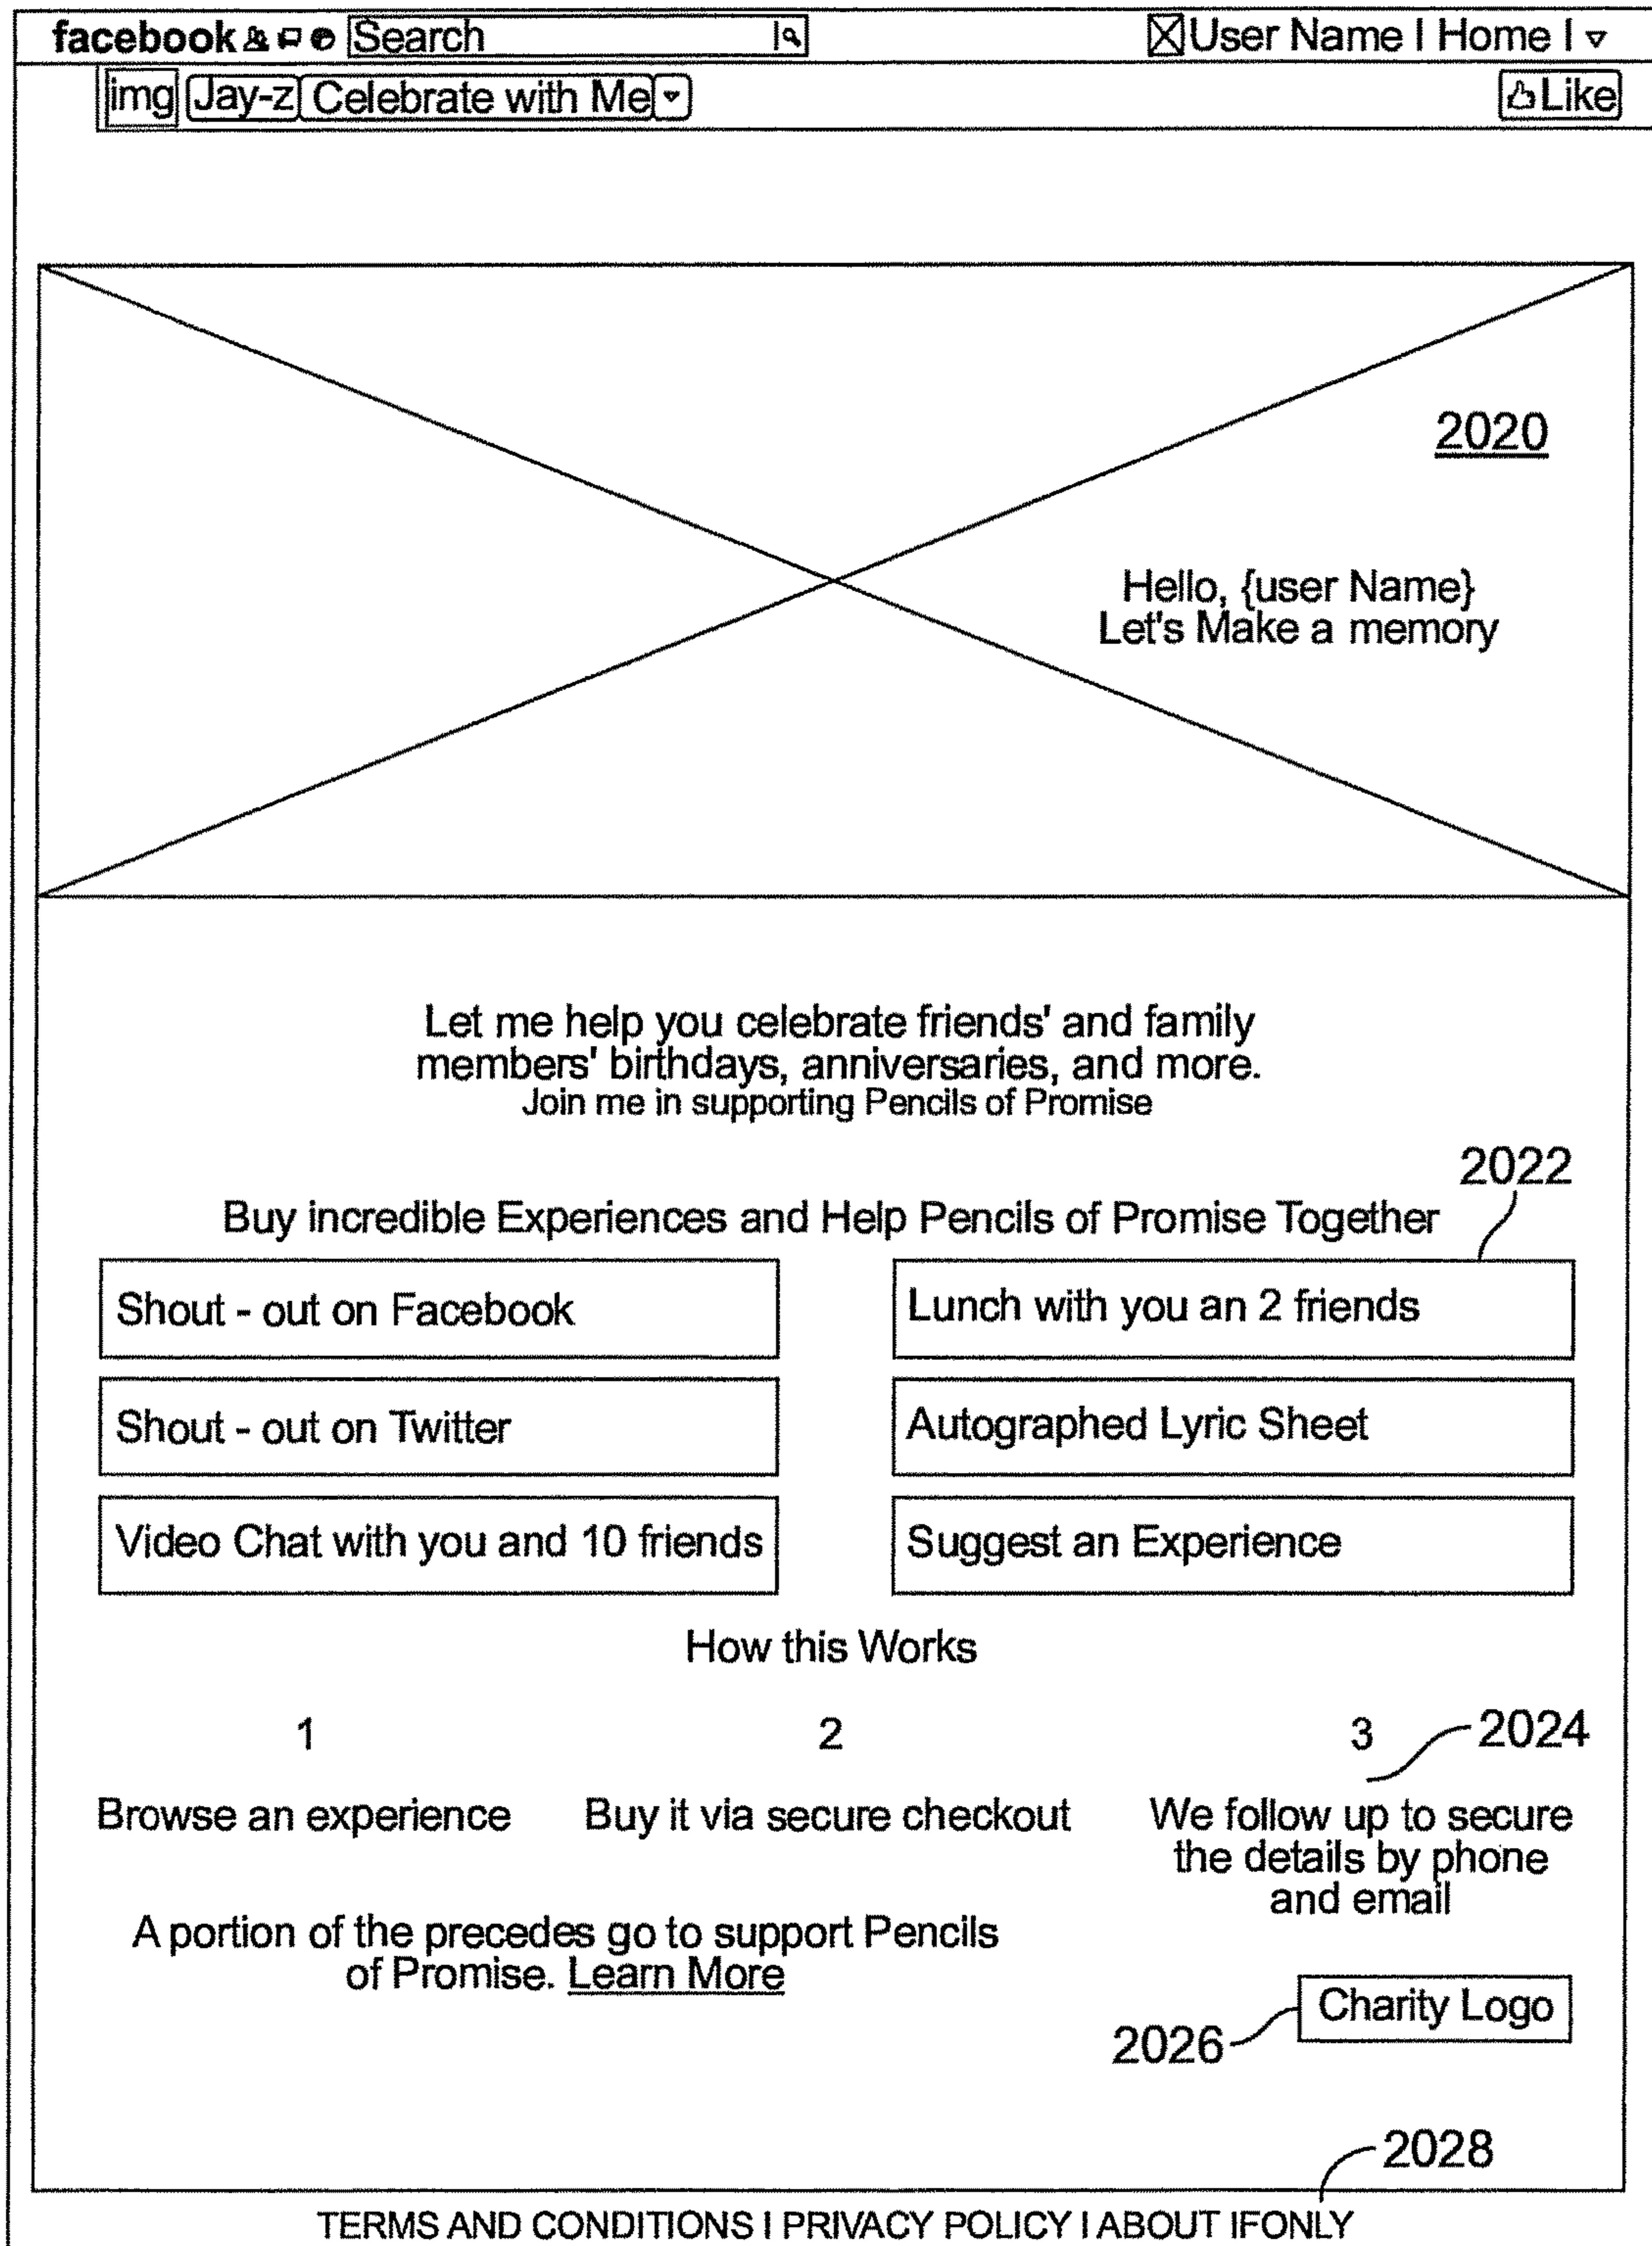 facebook Search User Name | Home |
img Jay-z Celebrate with Me Like
2020
Hello, {user Name}
Let's Make a memory
Let me help you celebrate friends' and family
members' birthdays, anniversaries, and more.
Join me in supporting Pencils of Promise
2022
Buy incredible Experiences and Help Pencils of Promise Together
Shout - out on Facebook
Lunch with you an 2 friends
Shout - out on Twitter
Autographed Lyric Sheet
Video Chat with you and 10 friends
Suggest an Experience
How this Works
1 2 3 2024
Browse an experience
Buy it via secure checkout
We follow up to secure
the details by phone
and email
A portion of the precedes go to support Pencils
of Promise. Learn More
Charity Logo
2026
2028
TERMS AND CONDITIONS | PRIVACY POLICY | ABOUT IFONLY